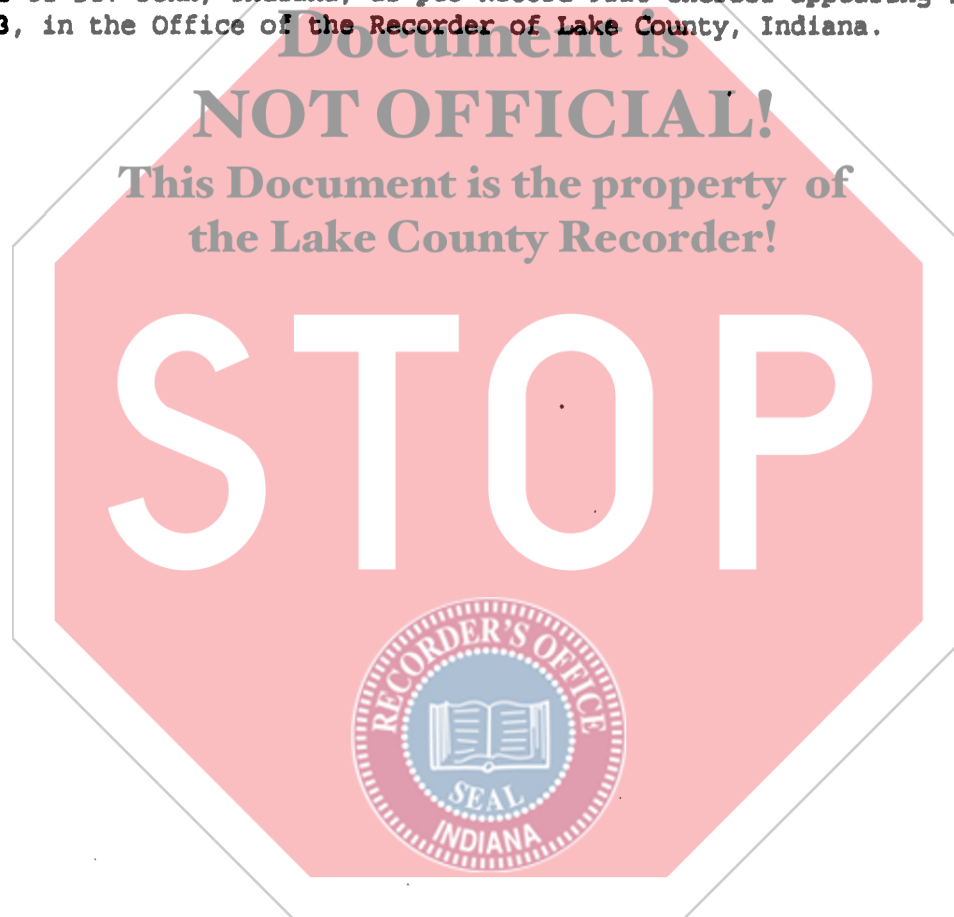 3, in the Office of the Recorder of Lake County, Indiana.
Document is
NOT OFFICIAL!
This Document is the property of
the Lake County Recorder!
STOP
RECORDER'S OFFICE
SEAL
INDIANA